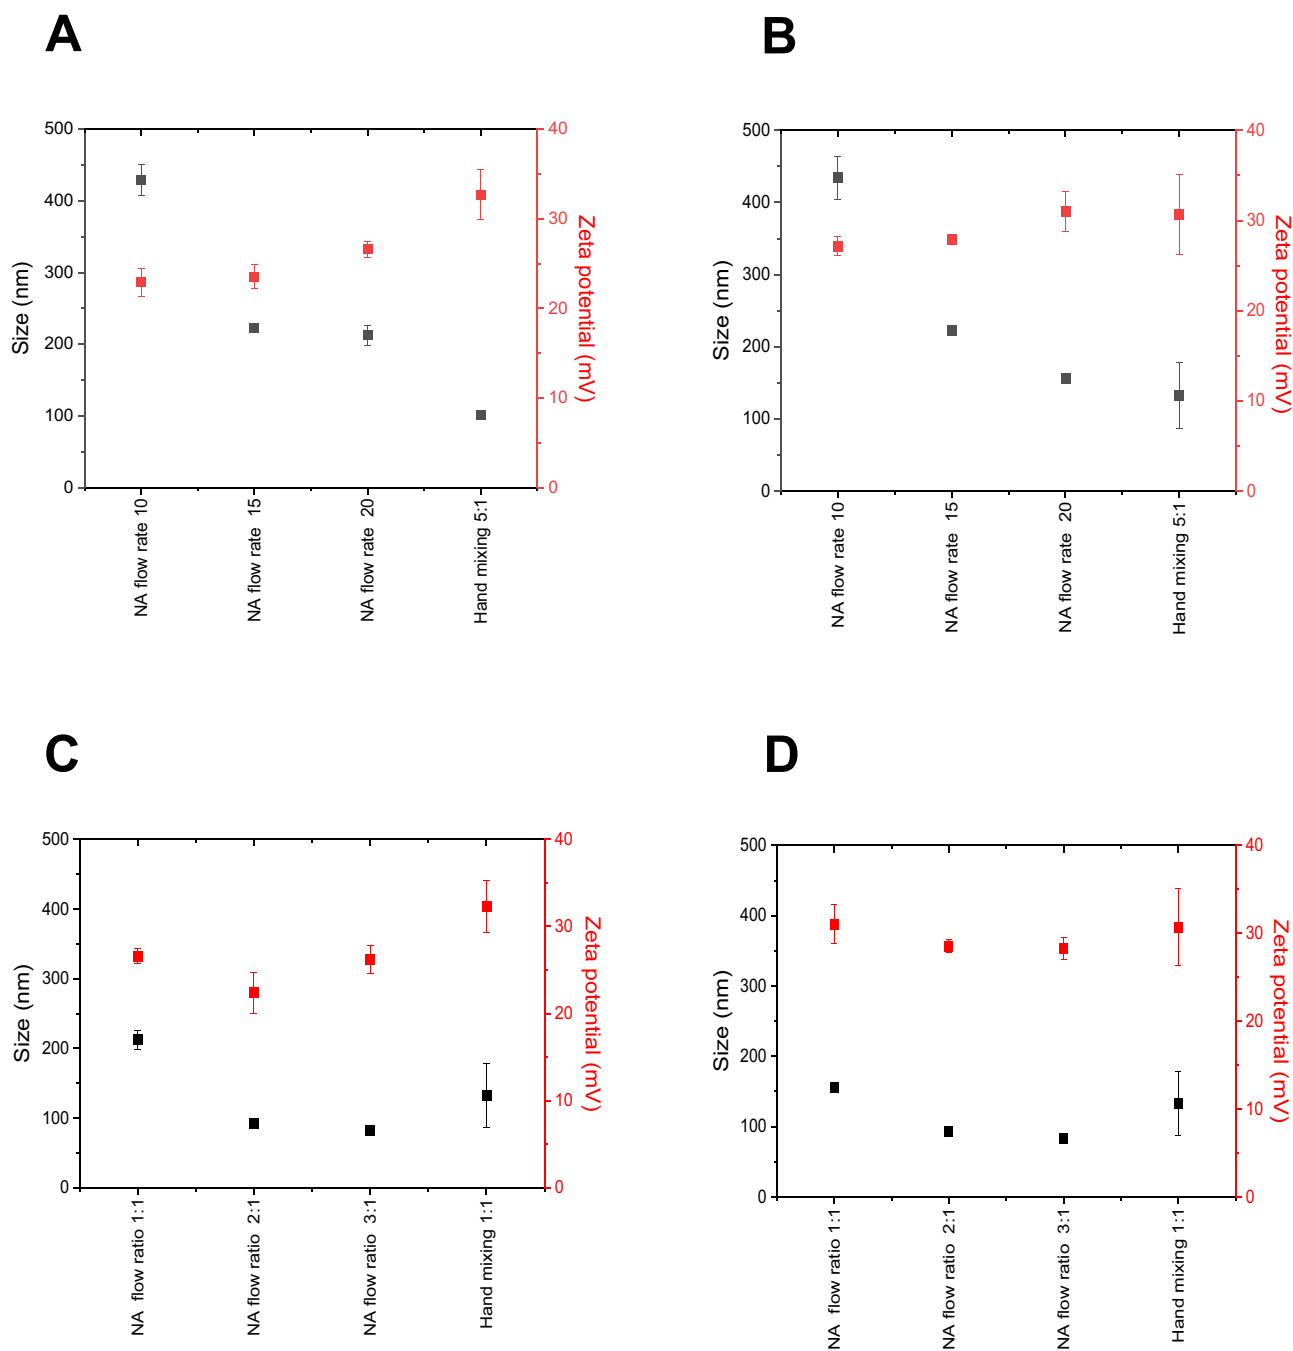 A
500
400
300
200
100
0
Size (nm)
40
30
20
10
0
Zeta potential (mV)
NA flow rate 10
NA flow rate  15
NA flow rate  20
Hand mixing 5:1
B
500
400
300
200
100
0
Size (nm)
40
30
20
10
0
Zeta potential (mV)
NA flow rate 10
NA flow rate  15
NA flow rate  20
Hand mixing 5:1
C
500
400
300
200
100
0
Size (nm)
40
30
20
10
0
Zeta potential (mV)
NA  flow ratio 1:1
NA flow ratio  2:1
NA flow ratio  3:1
Hand mixing 1:1
D
500
400
300
200
100
0
Size (nm)
40
30
20
10
0
Zeta potential (mV)
NA  flow ratio 1:1
NA flow ratio  2:1
NA flow ratio  3:1
Hand mixing 1:1